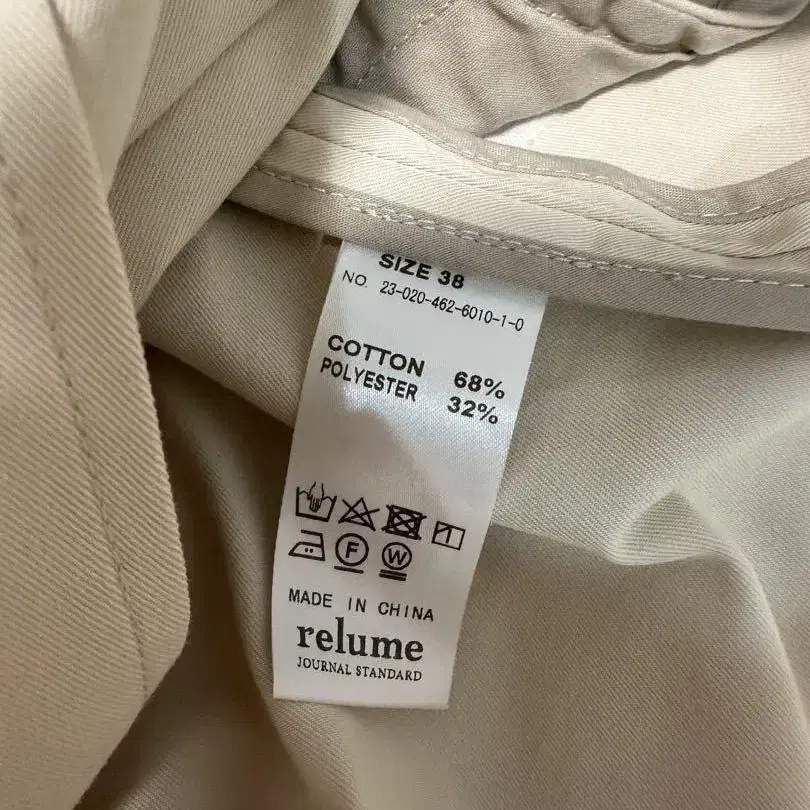 SIZE 38
NO. 23-020-462-6010-1-0
COTTON 68%
POLYESTER 32%
F W
MADE IN CHINA
relume
JOURNAL STANDARD